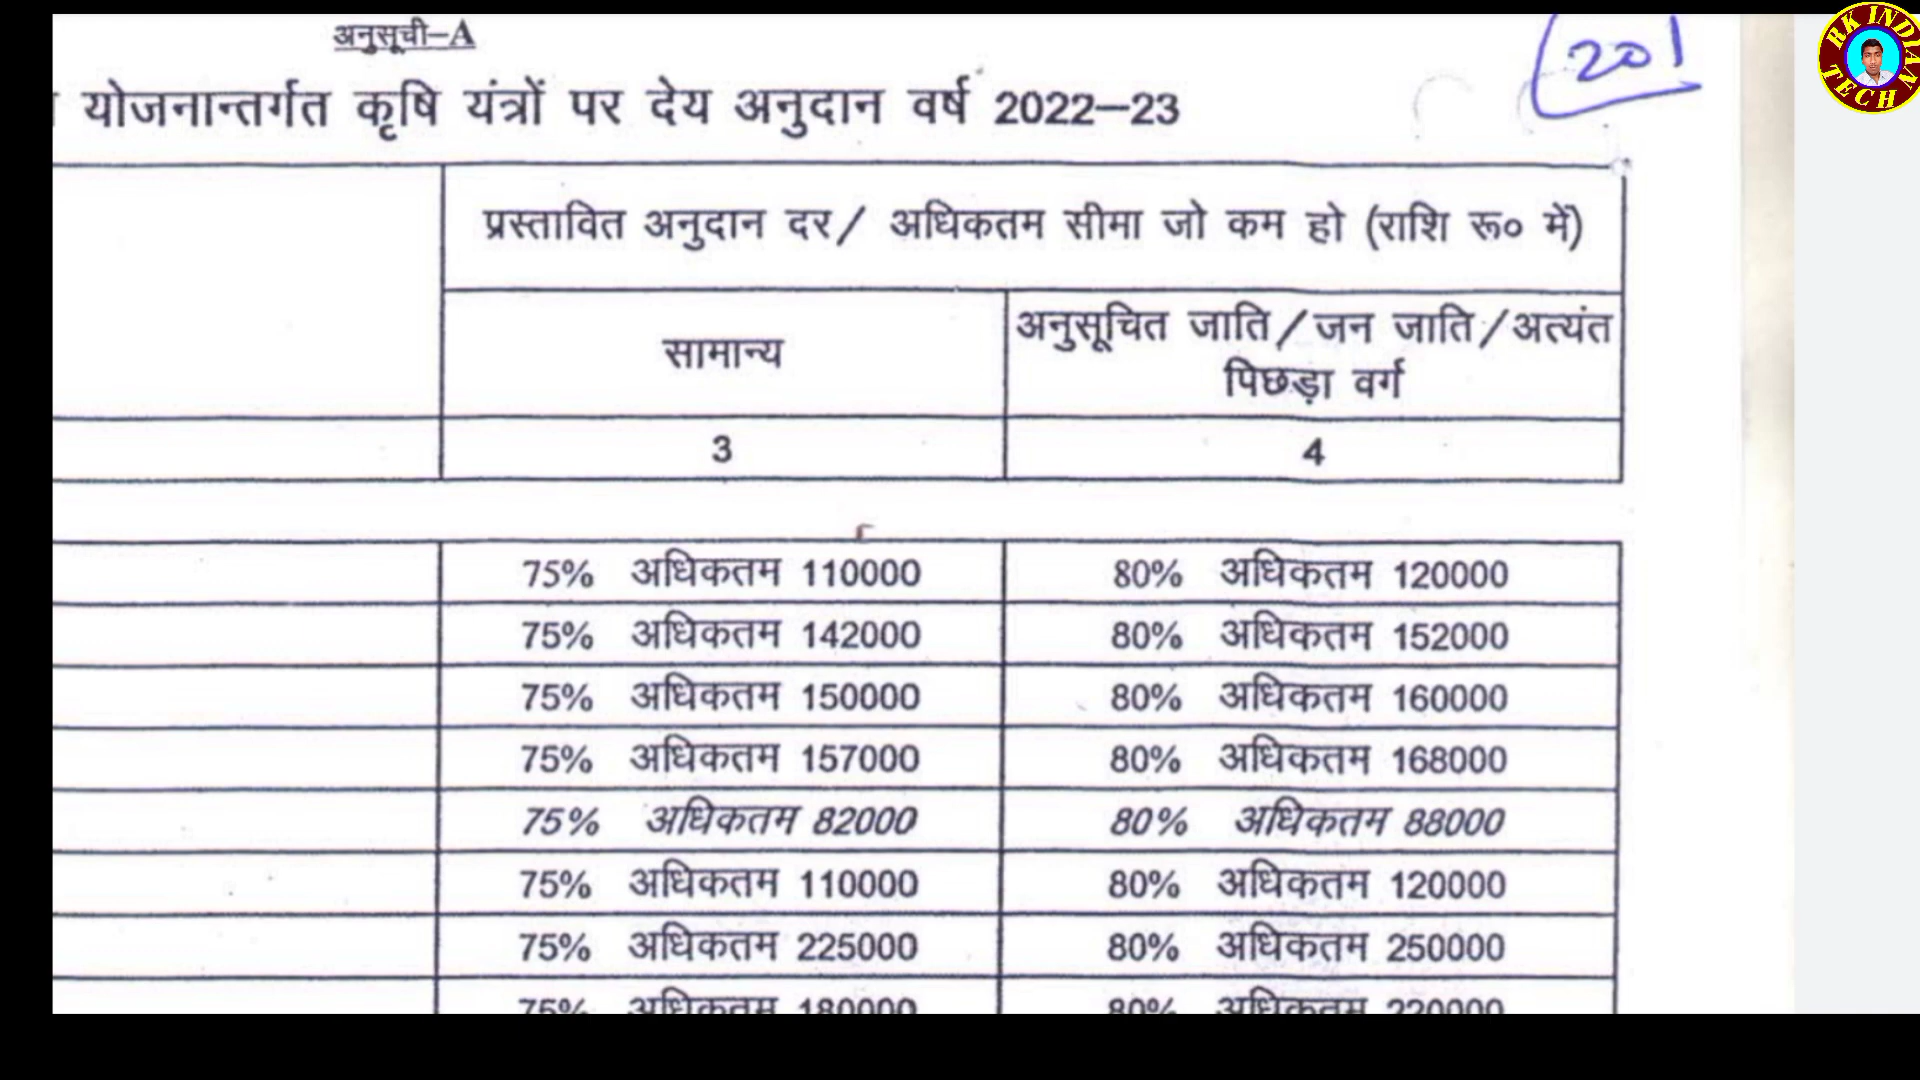 अनुसूची–A
201
योजनान्तर्गत कृषि यंत्रों पर देय अनुदान वर्ष 2022–23
प्रस्तावित अनुदान दर/ अधिकतम सीमा जो कम हो (राशि रू० में)
सामान्य
अनुसूचित जाति/जन जाति/अत्यंत
पिछड़ा वर्ग
3 4
75% अधिकतम 110000 80% अधिकतम 120000
75% अधिकतम 142000 80% अधिकतम 152000
75% अधिकतम 150000 80% अधिकतम 160000
75% अधिकतम 157000 80% अधिकतम 168000
75% अधिकतम 82000 80% अधिकतम 88000
75% अधिकतम 110000 80% अधिकतम 120000
75% अधिकतम 225000 80% अधिकतम 250000
75% अधिकतम 180000 80% अधिकतम 220000
RK INDIAN
TECH